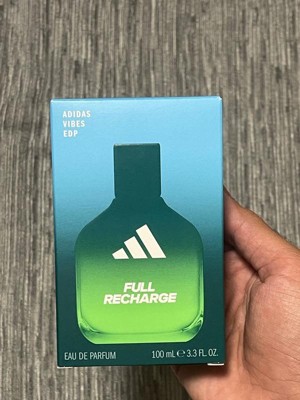 ADIDAS
VIBES
EDP
FULL
RECHARGE
EAU DE PARFUM 100 mL ℮ 3.3 FL. OZ.